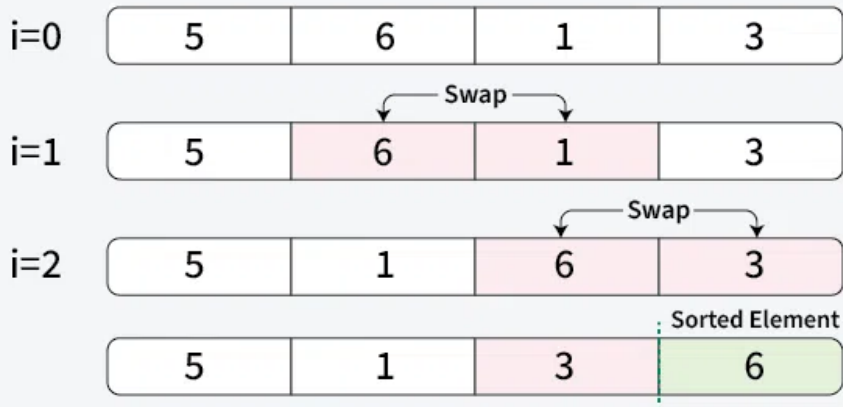 i=0 5 6 1 3
Swap
i=1 5 6 1 3
Swap
i=2 5 1 6 3
Sorted Element
5 1 3 6